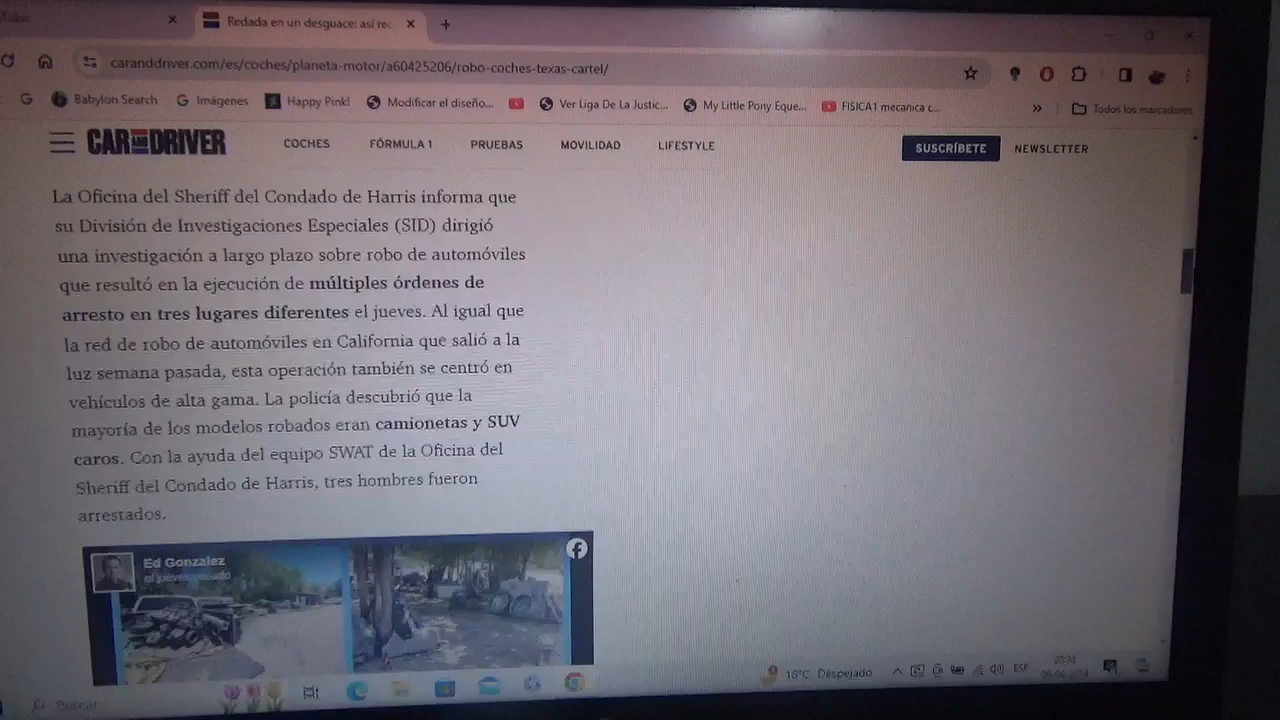 Redada en un desguace: así rec
caranddriver.com/es/coches/planeta-motor/a60425206/robo-coches-texas-cartel/
Babylon Search
Imágenes
Happy Pink!
Modificar el diseño...
Ver Liga De La Justic...
My Little Pony Eque...
FISICA1 mecanica c...
»
Todos los marcadores
CAR AND DRIVER
COCHES
FÓRMULA 1
PRUEBAS
MOVILIDAD
LIFESTYLE
SUSCRÍBETE
NEWSLETTER
La Oficina del Sheriff del Condado de Harris informa que
su División de Investigaciones Especiales (SID) dirigió
una investigación a largo plazo sobre robo de automóviles
que resultó en la ejecución de múltiples órdenes de
arresto en tres lugares diferentes el jueves. Al igual que
la red de robo de automóviles en California que salió a la
luz semana pasada, esta operación también se centró en
vehículos de alta gama. La policía descubrió que la
mayoría de los modelos robados eran camionetas y SUV
caros. Con la ayuda del equipo SWAT de la Oficina del
Sheriff del Condado de Harris, tres hombres fueron
arrestados.
Ed Gonzalez
el jueves pasado
18°C Despejado
ESP
20:38
Buscar